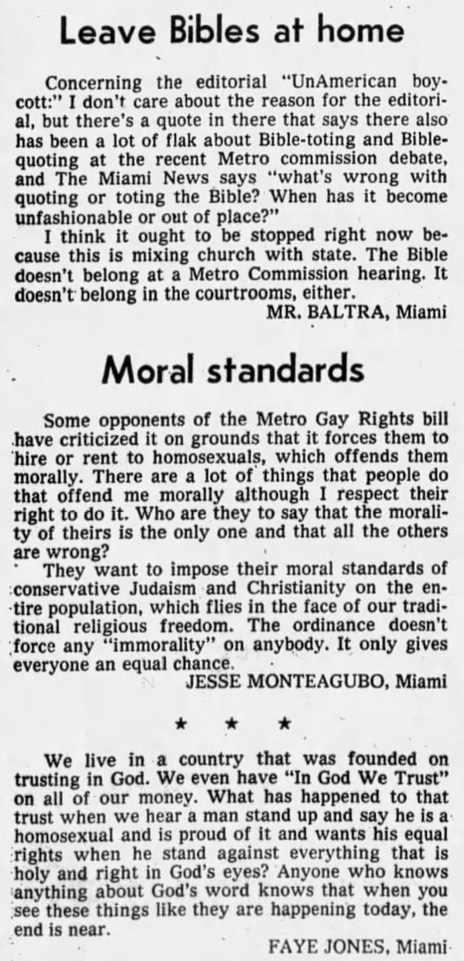 Leave Bibles at home
Concerning the editorial “UnAmerican boy-
cott:” I don't care about the reason for the editori-
al, but there's a quote in there that says there also
has been a lot of flak about Bible-toting and Bible-
quoting at the recent Metro commission debate,
and The Miami News says “what's wrong with
quoting or toting the Bible? When has it become
unfashionable or out of place?”
I think it ought to be stopped right now be-
cause this is mixing church with state. The Bible
doesn't belong at a Metro Commission hearing. It
doesn't belong in the courtrooms, either.
MR. BALTRA, Miami
Moral standards
Some opponents of the Metro Gay Rights bill
have criticized it on grounds that it forces them to
hire or rent to homosexuals, which offends them
morally. There are a lot of things that people do
that offend me morally although I respect their
right to do it. Who are they to say that the morali-
ty of theirs is the only one and that all the others
are wrong?
They want to impose their moral standards of
conservative Judaism and Christianity on the en-
tire population, which flies in the face of our tradi-
tional religious freedom. The ordinance doesn't
force any “immorality” on anybody. It only gives
everyone an equal chance.
JESSE MONTEAGUBO, Miami
★ ★ ★
We live in a country that was founded on
trusting in God. We even have “In God We Trust”
on all of our money. What has happened to that
trust when we hear a man stand up and say he is a
homosexual and is proud of it and wants his equal
rights when he stand against everything that is
holy and right in God's eyes? Anyone who knows
anything about God's word knows that when you
see these things like they are happening today, the
end is near.
FAYE JONES, Miami